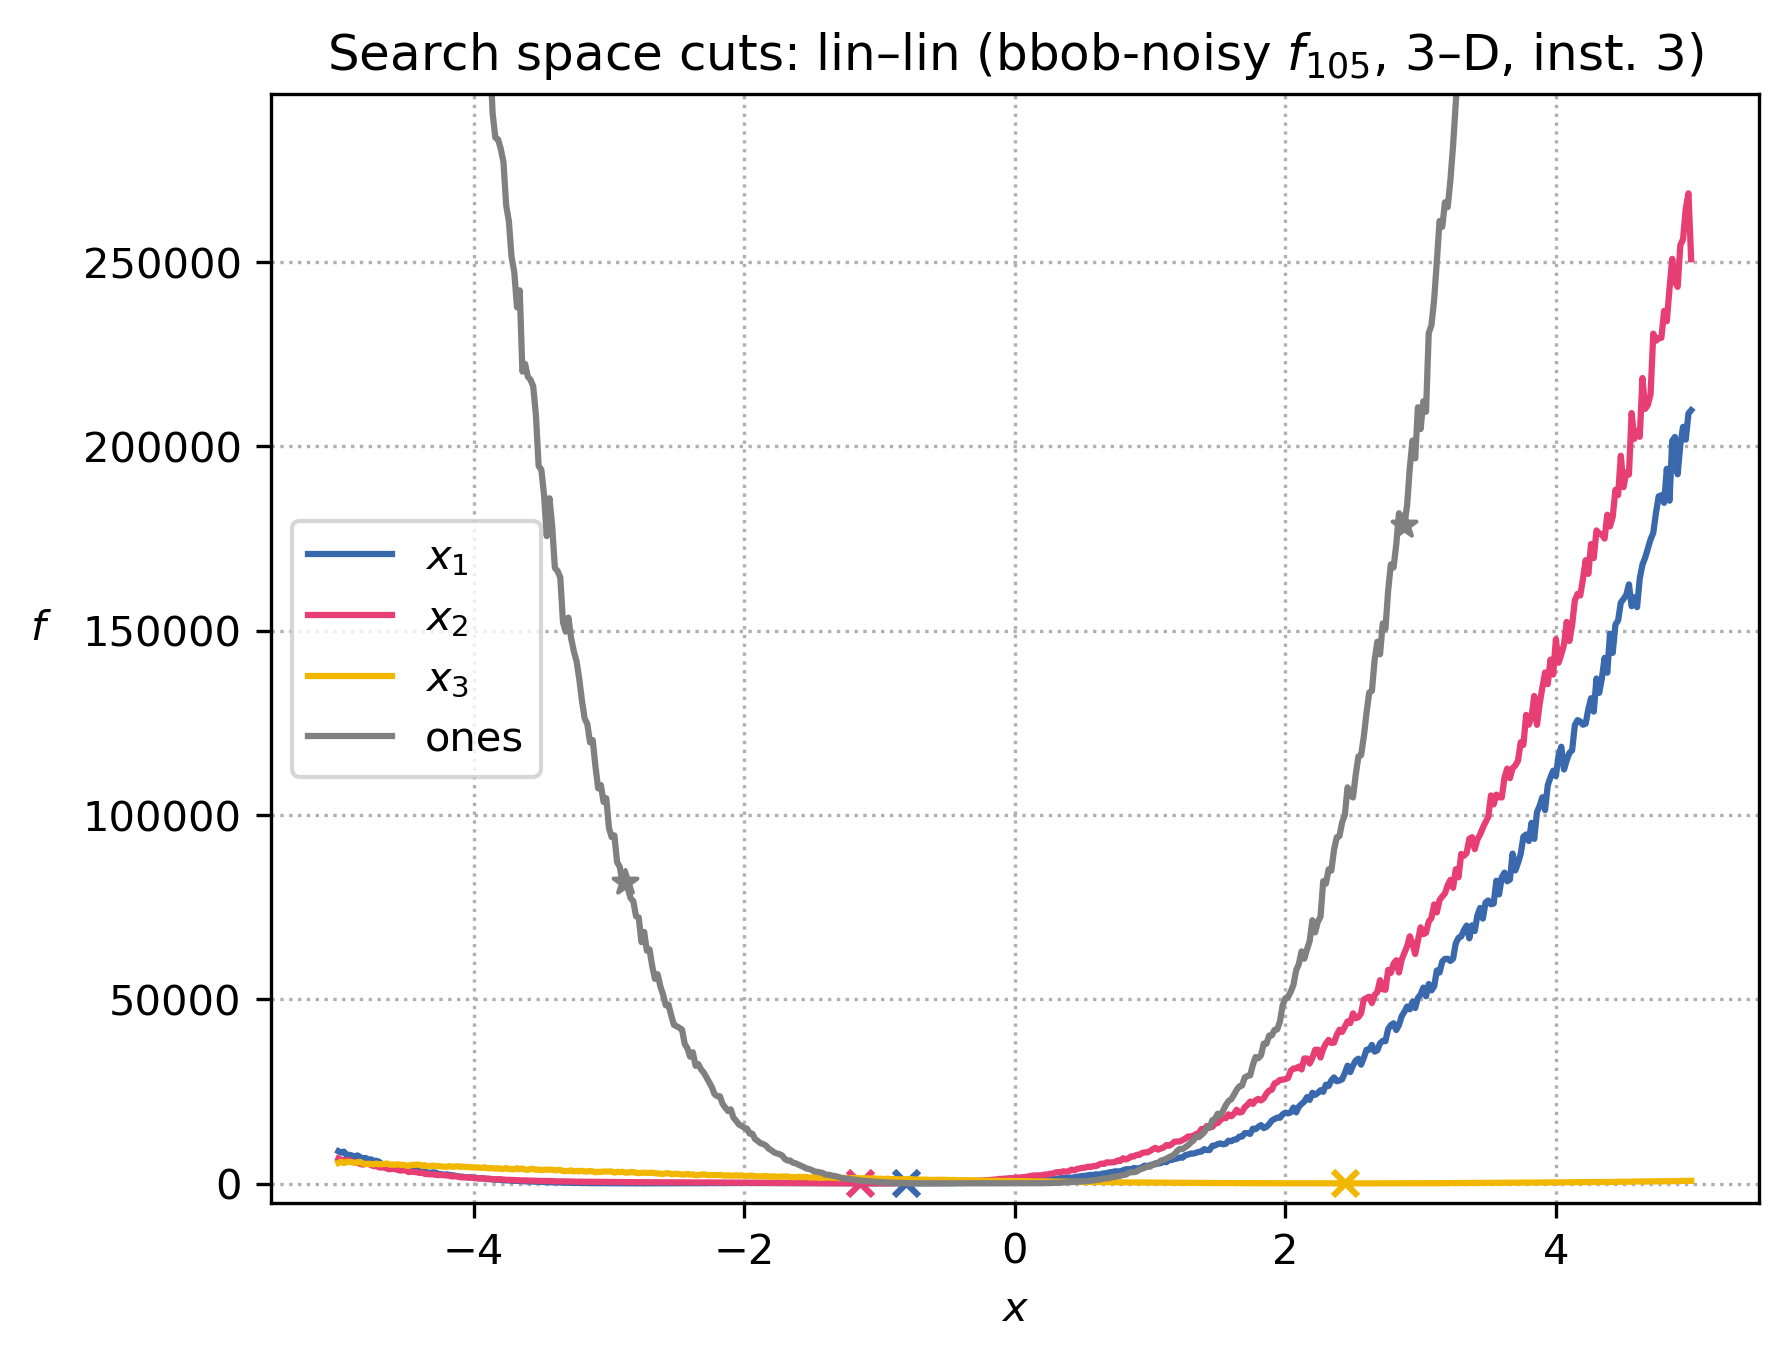 Search space cuts: lin–lin (bbob-noisy f₁₀₅, 3–D, inst. 3)
250000
200000
150000
100000
50000
0
f
x₁
x₂
x₃
ones
−4 −2 0 2 4
x